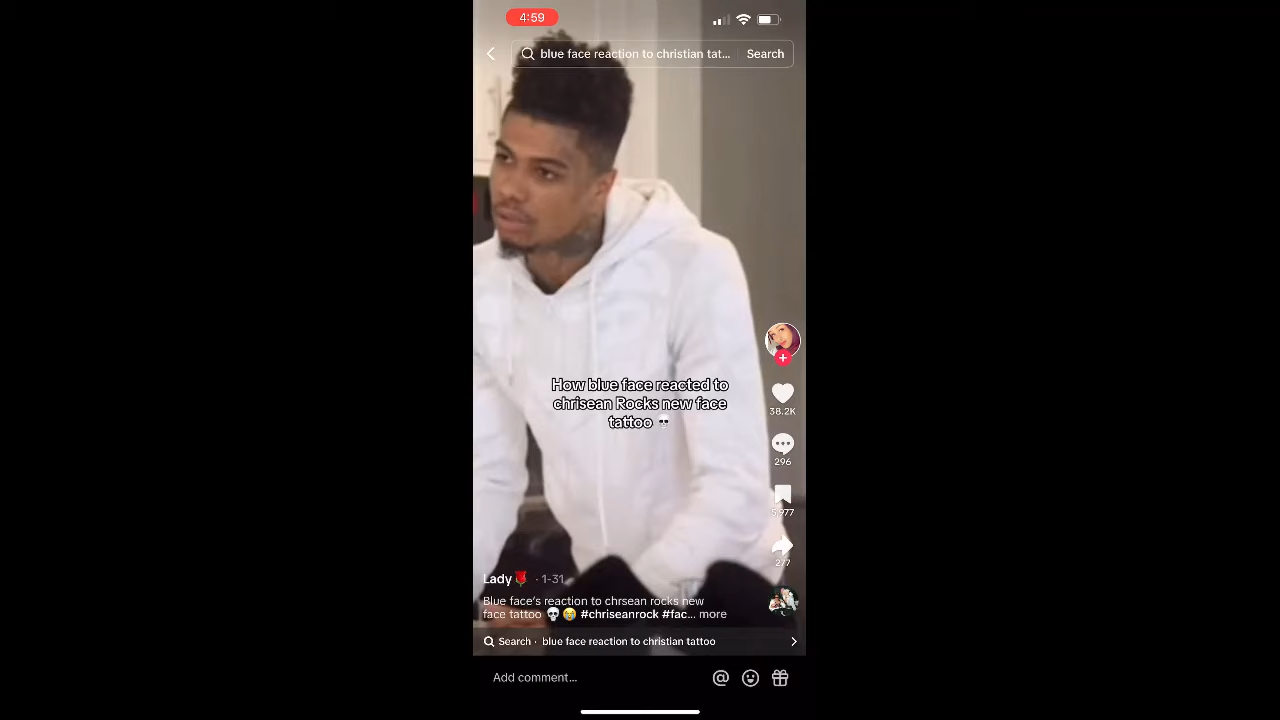 4:59
blue face reaction to christian tat...
Search
How blue face reacted to
chrisean Rocks new face
tattoo 💀
38.2K
296
5,977
277
Lady🌹 · 1-31
Blue face's reaction to chrsean rocks new
face tattoo 💀😭 #chriseanrock #fac... more
Search · blue face reaction to christian tattoo
Add comment...